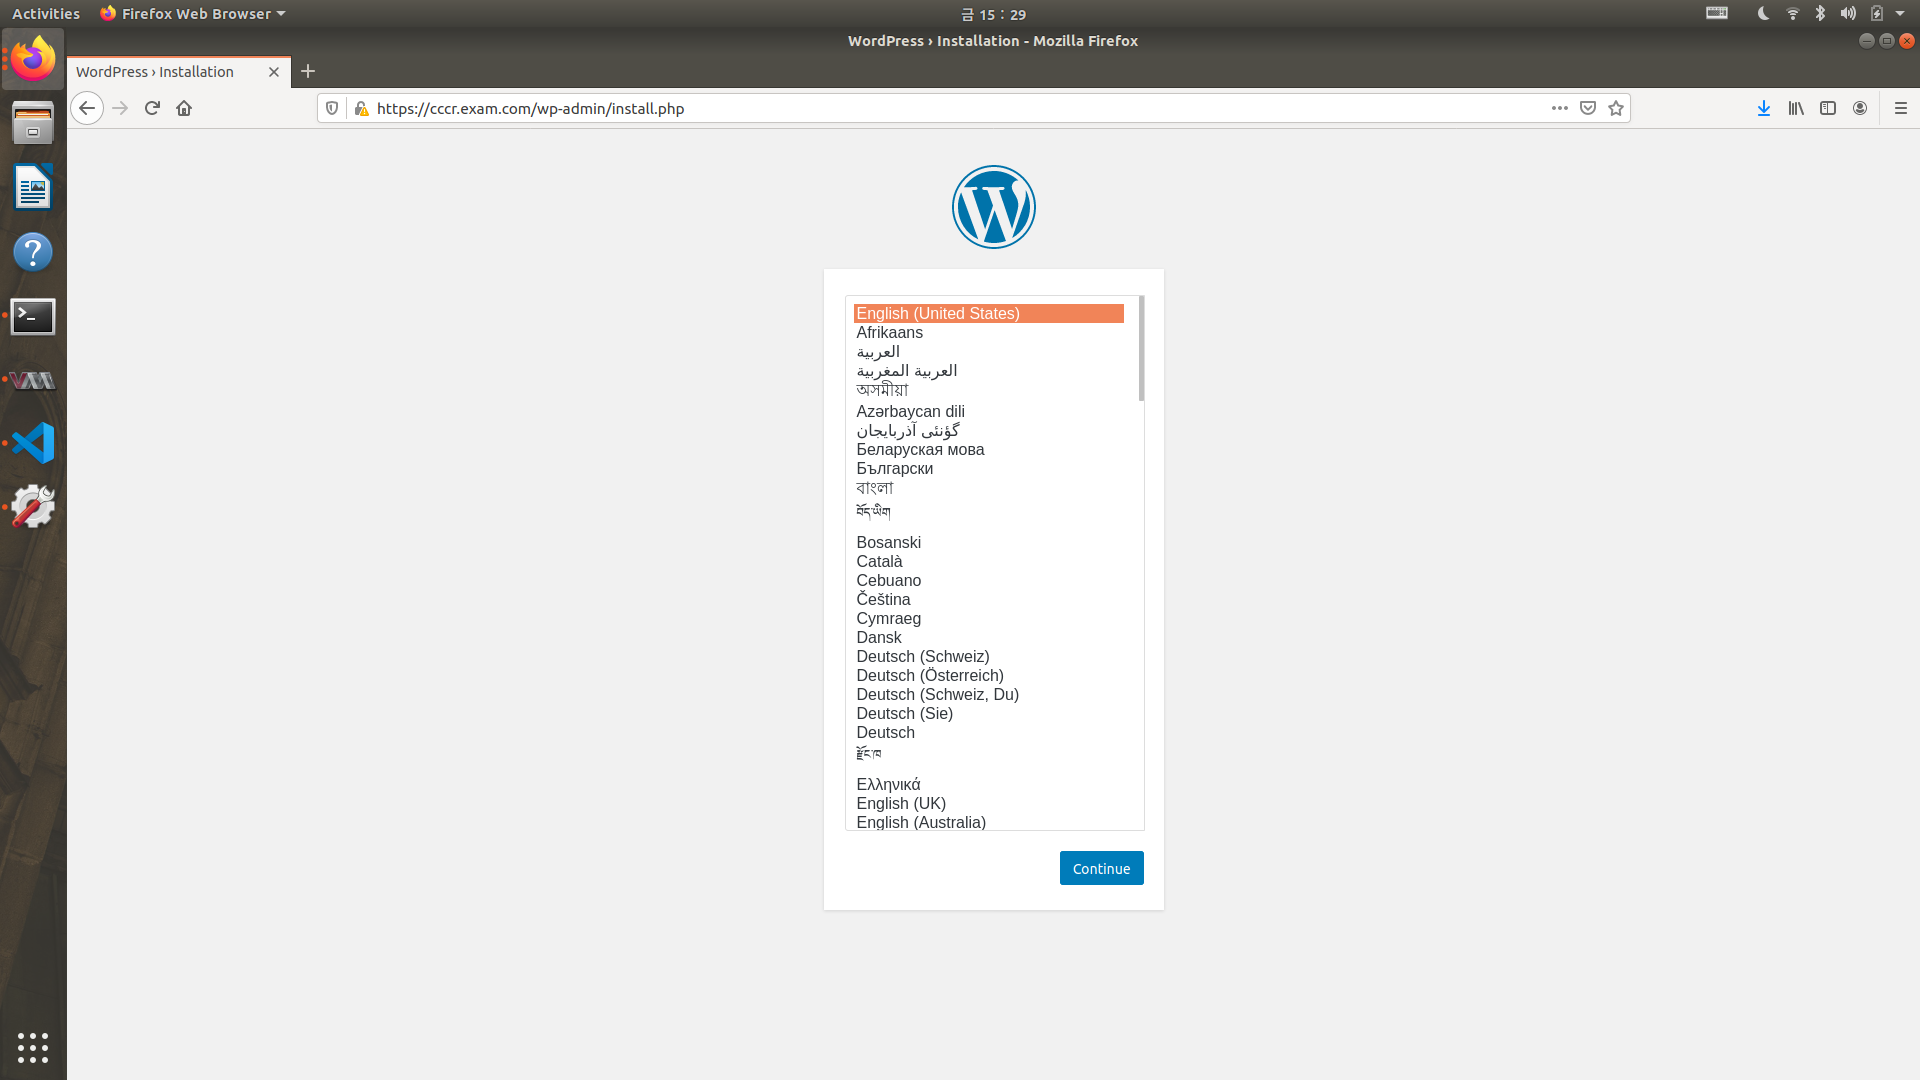 Activities
Firefox Web Browser
금 15 : 29
WordPress › Installation - Mozilla Firefox
WordPress › Installation
https://cccr.exam.com/wp-admin/install.php
English (United States)
Afrikaans
العربية
العربية المغربية
অসমীয়া
Azərbaycan dili
گؤنئی آذربایجان
Беларуская мова
Български
বাংলা
བོད་ཡིག
Bosanski
Català
Cebuano
Čeština
Cymraeg
Dansk
Deutsch (Schweiz)
Deutsch (Österreich)
Deutsch (Schweiz, Du)
Deutsch (Sie)
Deutsch
རྫོང་ཁ
Ελληνικά
English (UK)
English (Australia)
Continue